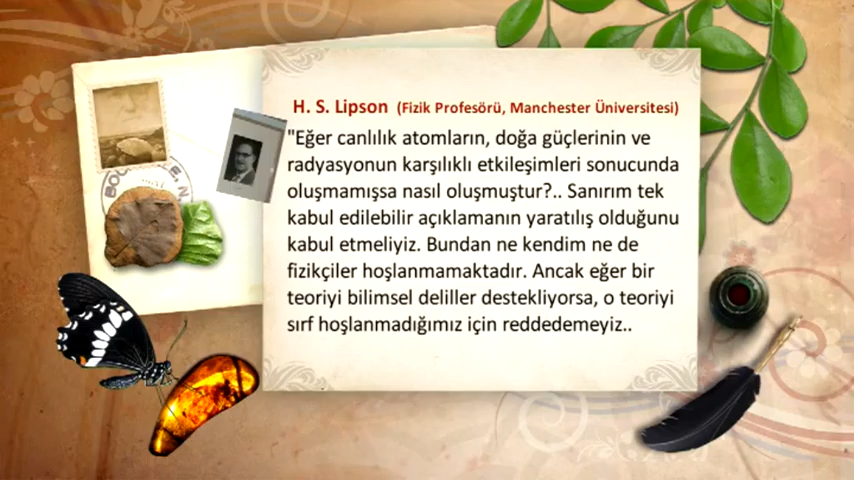 H. S. Lipson (Fizik Profesörü, Manchester Üniversitesi)
"Eğer canlılık atomların, doğa güçlerinin ve
radyasyonun karşılıklı etkileşimleri sonucunda
oluşmamışsa nasıl oluşmuştur?.. Sanırım tek
kabul edilebilir açıklamanın yaratılış olduğunu
kabul etmeliyiz. Bundan ne kendim ne de
fizikçiler hoşlanmamaktadır. Ancak eğer bir
teoriyi bilimsel deliller destekliyorsa, o teoriyi
sırf hoşlanmadığımız için reddedemeyiz..